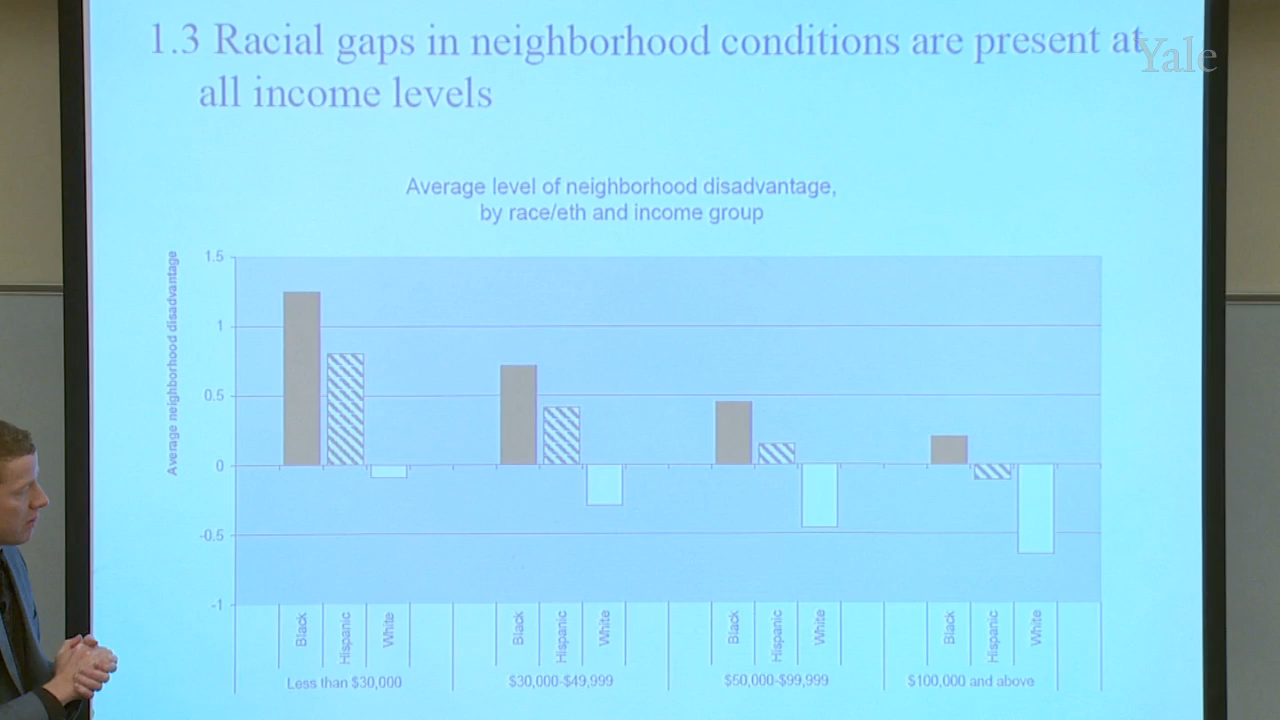 1.3 Racial gaps in neighborhood conditions are present at
all income levels
Yale
Average level of neighborhood disadvantage,
by race/eth and income group
Average neighborhood disadvantage
1.5
1
0.5
0
-0.5
-1
Black
Hispanic
White
Black
Hispanic
White
Black
Hispanic
White
Black
Hispanic
White
Less than $30,000
$30,000-$49,999
$50,000-$99,999
$100,000 and above